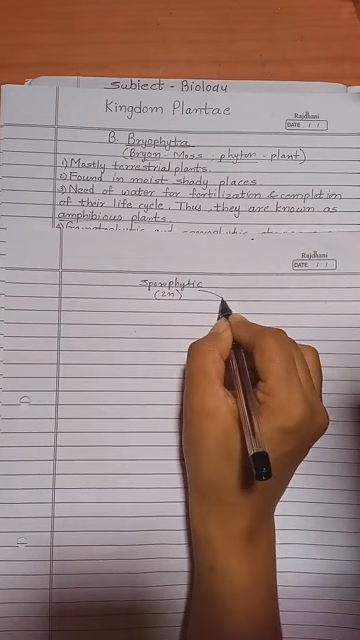 Subject - Biology
Kingdom Plantae
Rajdhani
DATE / /
B. Bryophyta
(Bryon - Moss ; phyton - plant)
1) Mostly terrestrial plants.
2) Found in moist shady places
3) Need of water for fertilization & completion
of their life cycle. Thus, they are known as
amphibious plants
Rajdhani
DATE / /
Sporophytic
(2n)